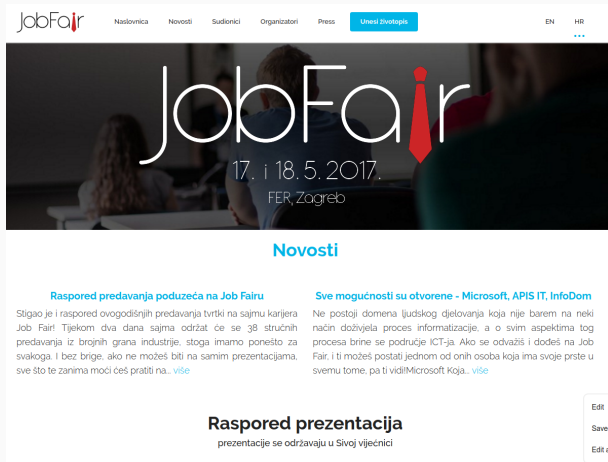 JobFair
Naslovnica Novosti Sudionici Organizatori Press Unesi životopis EN HR
JobFair
17. i 18.5.2017.
FER, Zagreb
Novosti
Raspored predavanja poduzeća na Job Fairu
Stigao je i raspored ovogodišnjih predavanja tvrtki na sajmu karijera
Job Fair! Tijekom dva dana sajma održat će se 38 stručnih
predavanja iz brojnih grana industrije, stoga imamo ponešto za
svakoga. I bez brige, ako ne možeš biti na samim prezentacijama,
sve što te zanima moći ćeš pratiti na... više
Sve mogućnosti su otvorene - Microsoft, APIS IT, InfoDom
Ne postoji domena ljudskog djelovanja koja nije barem na neki
način doživjela proces informatizacije, a o svim aspektima tog
procesa brine se područje ICT-ja. Ako se odvažiš i dođeš na Job
Fair, i ti možeš postati jednom od onih osoba koja ima svoje prste u
svemu tome, pa ti vidi!Microsoft Koja... više
Raspored prezentacija
prezentacije se održavaju u Sivoj vijećnici
Edit
Save
Edit a